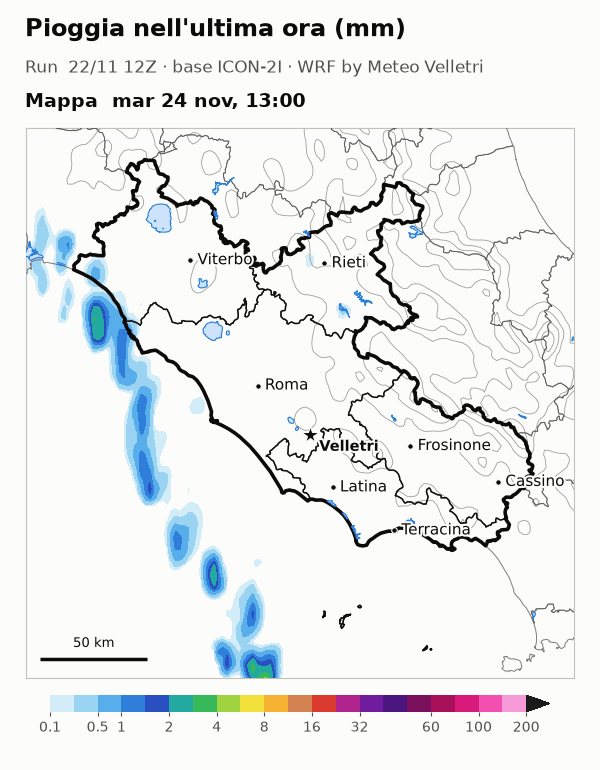 Pioggia nell'ultima ora (mm)
Run 22/11 12Z · base ICON-2I · WRF by Meteo Velletri
Mappa mar 24 nov, 13:00
Viterbo
Rieti
Roma
Velletri
Frosinone
Latina
Cassino
Terracina
50 km
0.1 0.5 1 2 4 8 16 32 60 100 200